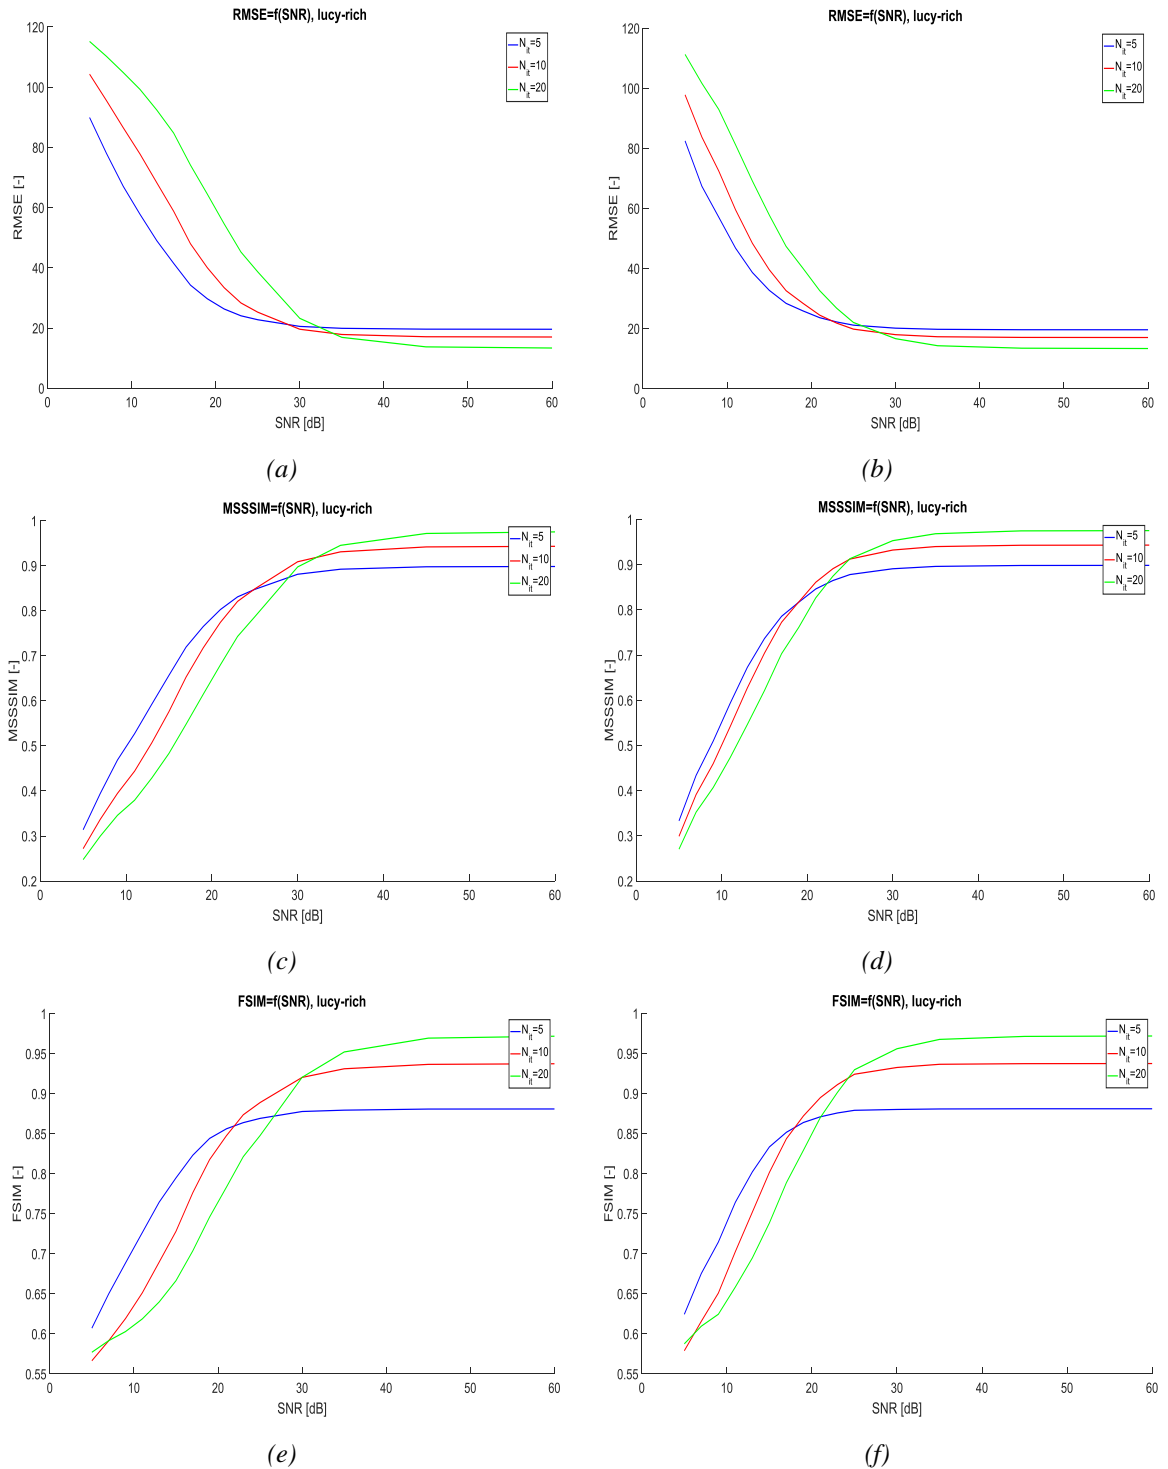 RMSE=f(SNR), lucy-rich
120
100
80
60
40
20
0
RMSE [-]
0 10 20 30 40 50 60
SNR [dB]
N_it=5
N_it=10
N_it=20
(a)
RMSE=f(SNR), lucy-rich
120
100
80
60
40
20
0
RMSE [-]
0 10 20 30 40 50 60
SNR [dB]
N_it=5
N_it=10
N_it=20
(b)
MSSSIM=f(SNR), lucy-rich
1
0.9
0.8
0.7
0.6
0.5
0.4
0.3
0.2
MSSSIM [-]
0 10 20 30 40 50 60
SNR [dB]
N_it=5
N_it=10
N_it=20
(c)
MSSSIM=f(SNR), lucy-rich
1
0.9
0.8
0.7
0.6
0.5
0.4
0.3
0.2
MSSSIM [-]
0 10 20 30 40 50 60
SNR [dB]
N_it=5
N_it=10
N_it=20
(d)
FSIM=f(SNR), lucy-rich
1
0.95
0.9
0.85
0.8
0.75
0.7
0.65
0.6
0.55
FSIM [-]
0 10 20 30 40 50 60
SNR [dB]
N_it=5
N_it=10
N_it=20
(e)
FSIM=f(SNR), lucy-rich
1
0.95
0.9
0.85
0.8
0.75
0.7
0.65
0.6
0.55
FSIM [-]
0 10 20 30 40 50 60
SNR [dB]
N_it=5
N_it=10
N_it=20
(f)